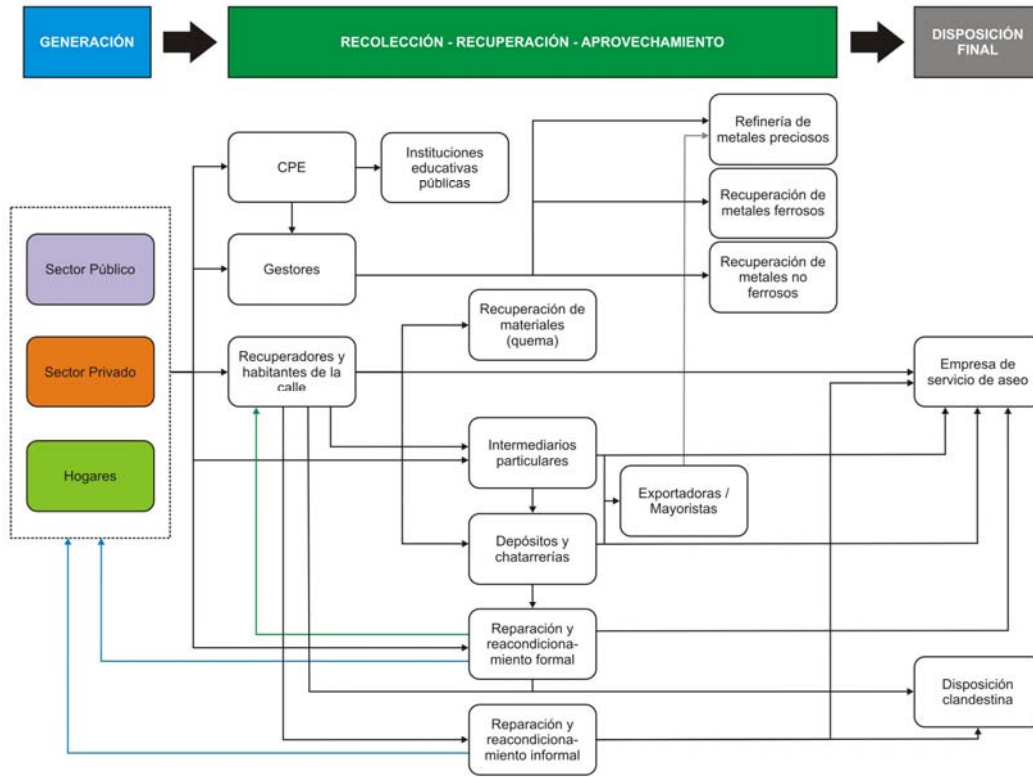 GENERACIÓN
RECOLECCIÓN - RECUPERACIÓN - APROVECHAMIENTO
DISPOSICIÓN
FINAL
Refinería de
metales preciosos
CPE
Instituciones
educativas
públicas
Recuperación de
metales ferrosos
Sector Público
Gestores
Recuperación de
metales no
ferrosos
Recuperación de
materiales
(quema)
Sector Privado
Recuperadores y
habitantes de la
calle
Empresa de
servicio de aseo
Intermediarios
particulares
Hogares
Exportadoras /
Mayoristas
Depósitos y
chatarrerías
Reparación y
reacondiciona-
miento formal
Disposición
clandestina
Reparación y
reacondiciona-
miento informal